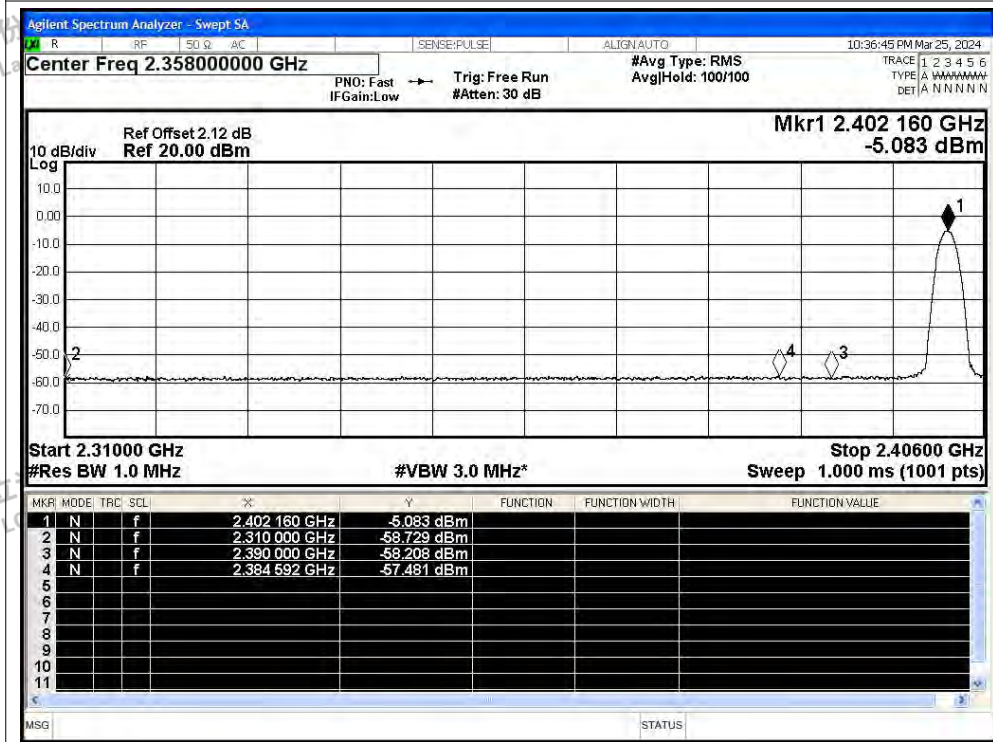 Agilent Spectrum Analyzer - Swept SA
LXI R RF 50 Ω AC SENSE:PULSE ALIGN AUTO 10:36:45 PM Mar 25, 2024
Center Freq 2.358000000 GHz
PNO: Fast
IFGain:Low
Trig: Free Run
#Atten: 30 dB
#Avg Type: RMS
Avg|Hold: 100/100
TRACE 1 2 3 4 5 6
TYPE A
DET A N N N N N
Mkr1 2.402 160 GHz
-5.083 dBm
Ref Offset 2.12 dB
10 dB/div Ref 20.00 dBm
Log
10.0
0.00
-10.0
-20.0
-30.0
-40.0
-50.0
-60.0
-70.0
1
2
4
3
Start 2.31000 GHz Stop 2.40600 GHz
#Res BW 1.0 MHz #VBW 3.0 MHz* Sweep 1.000 ms (1001 pts)
MKR MODE TRC SCL X Y FUNCTION FUNCTION WIDTH FUNCTION VALUE
1 N f 2.402 160 GHz -5.083 dBm
2 N f 2.310 000 GHz -58.729 dBm
3 N f 2.390 000 GHz -58.208 dBm
4 N f 2.384 592 GHz -57.481 dBm
5
6
7
8
9
10
11
MSG STATUS